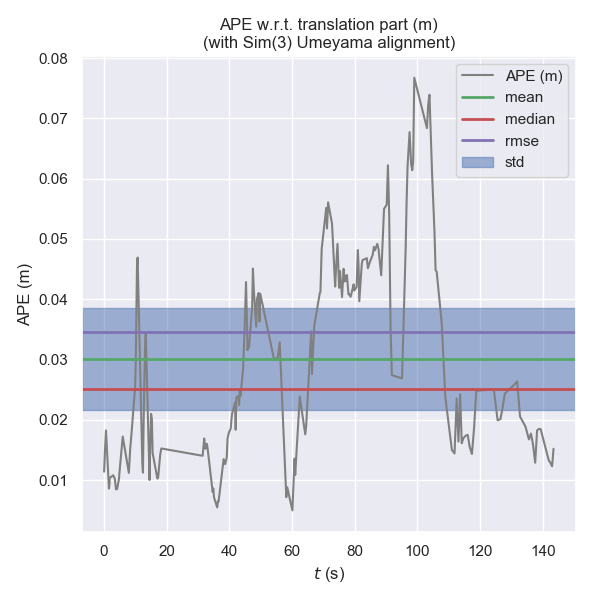 APE w.r.t. translation part (m)
(with Sim(3) Umeyama alignment)
APE (m)
mean
median
rmse
std
0.08
0.07
0.06
0.05
0.04
0.03
0.02
0.01
APE (m)
0 20 40 60 80 100 120 140
t (s)